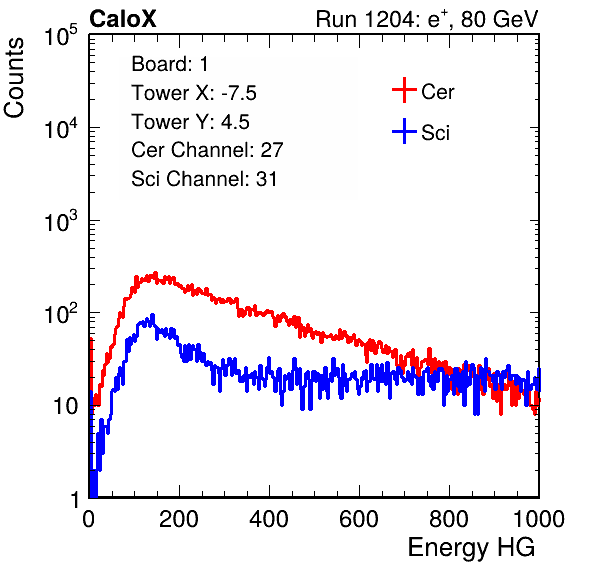 CaloX Run 1204: e⁺, 80 GeV
Counts
Board: 1
Tower X: -7.5
Tower Y: 4.5
Cer Channel: 27
Sci Channel: 31
Cer
Sci
10⁵
10⁴
10³
10²
10
1
0 200 400 600 800 1000
Energy HG